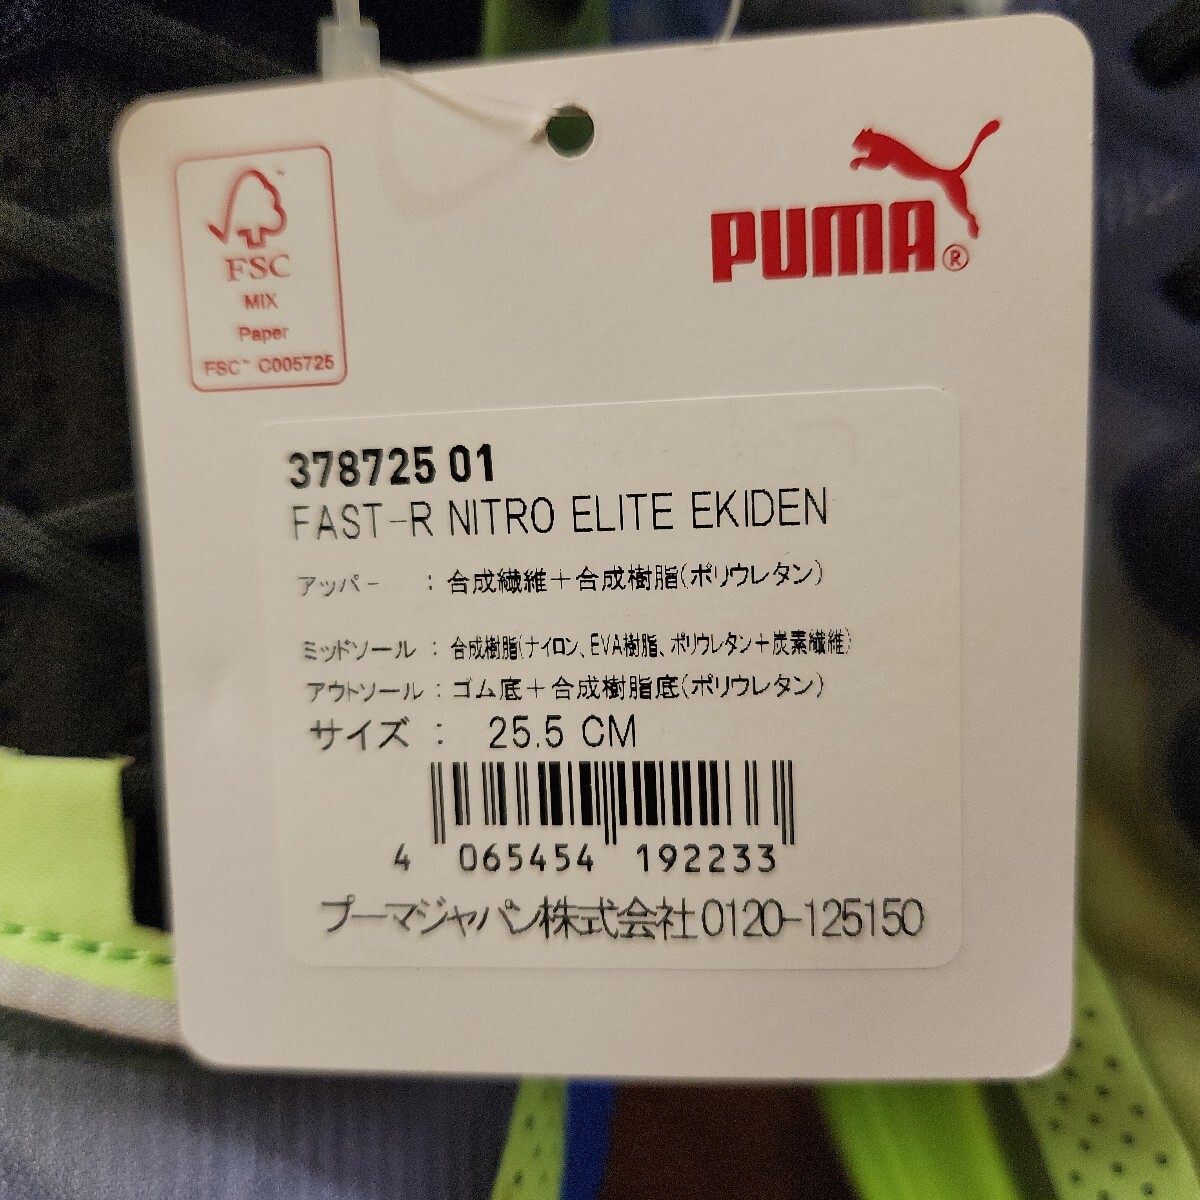 FSC™
MIX
Paper
FSC™ C005725
PUMA®
378725 01
FAST-R NITRO ELITE EKIDEN
アッパー : 合成繊維＋合成樹脂(ポリウレタン)
ミッドソール : 合成樹脂(ナイロン、EVA樹脂、ポリウレタン＋炭素繊維)
アウトソール : ゴム底＋合成樹脂底(ポリウレタン)
サイズ : 25.5 CM
4 065454 192233
プーマジャパン株式会社0120-125150